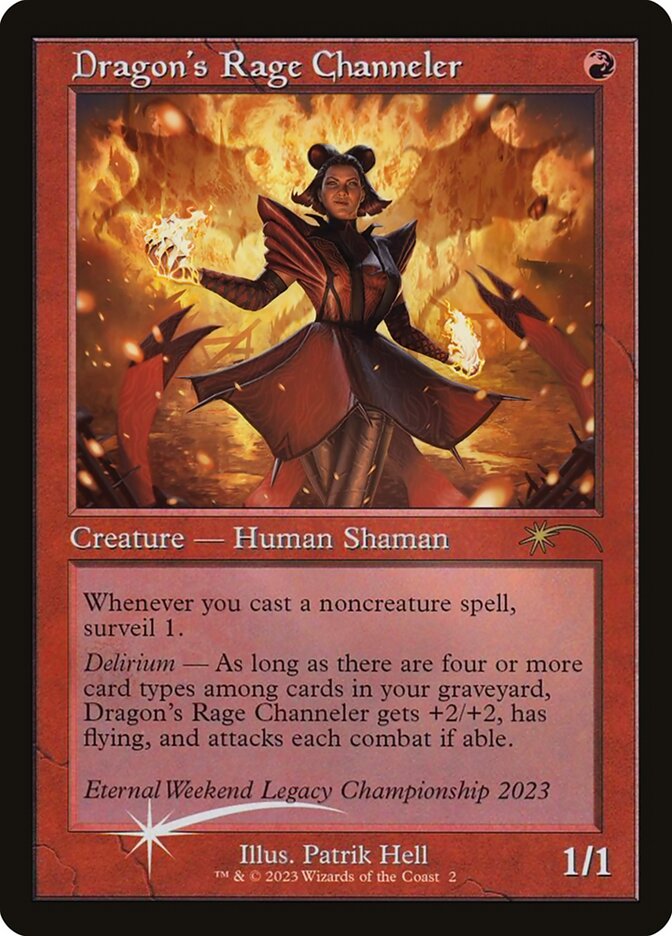 Dragon's Rage Channeler
Creature — Human Shaman
Whenever you cast a noncreature spell,
surveil 1.
Delirium — As long as there are four or more
card types among cards in your graveyard,
Dragon's Rage Channeler gets +2/+2, has
flying, and attacks each combat if able.
Eternal Weekend Legacy Championship 2023
Illus. Patrik Hell
™ & © 2023 Wizards of the Coast 2
1/1